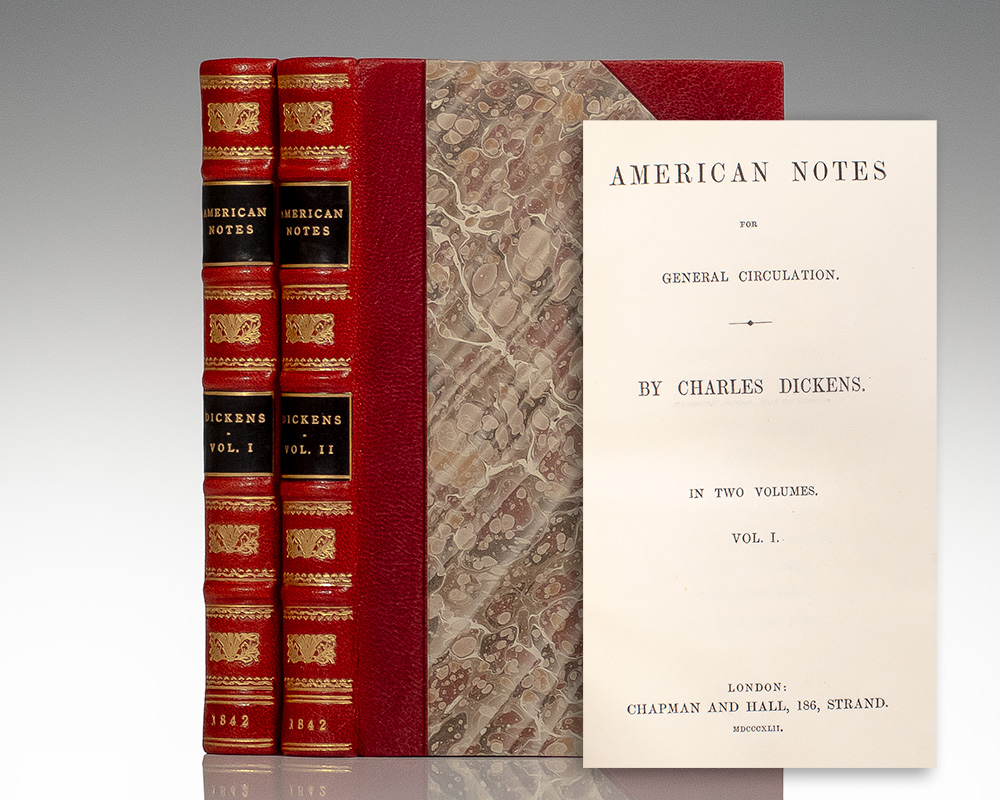 AMERICAN
NOTES
DICKENS
-
VOL. I
1842
AMERICAN
NOTES
DICKENS
-
VOL. II
1842
AMERICAN NOTES
FOR
GENERAL CIRCULATION.
BY CHARLES DICKENS.
IN TWO VOLUMES.
VOL. I.
LONDON:
CHAPMAN AND HALL, 186, STRAND.
MDCCCXLII.